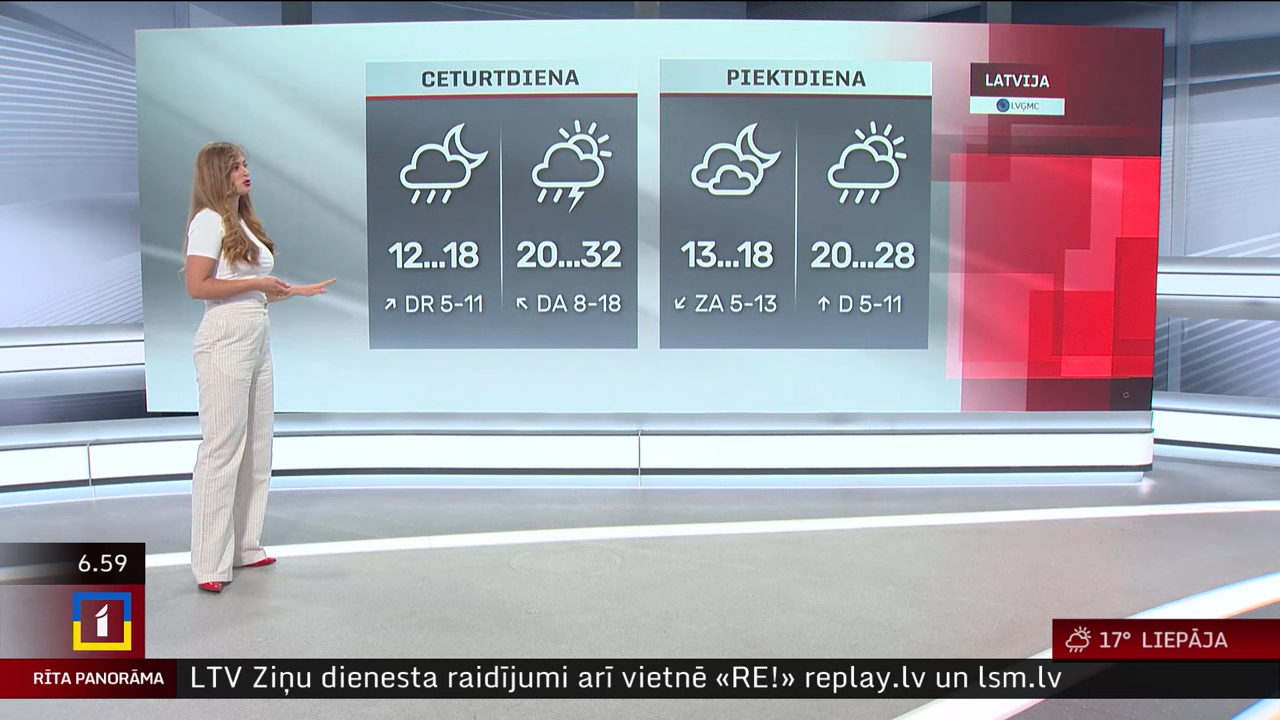 CETURTDIENA
12...18
20...32
DR 5-11
DA 8-18
PIEKTDIENA
13...18
20...28
ZA 5-13
D 5-11
LATVIJA
LVĢMC
6.59
1
17° LIEPĀJA
RĪTA PANORĀMA
LTV Ziņu dienesta raidījumi arī vietnē «RE!» replay.lv un lsm.lv